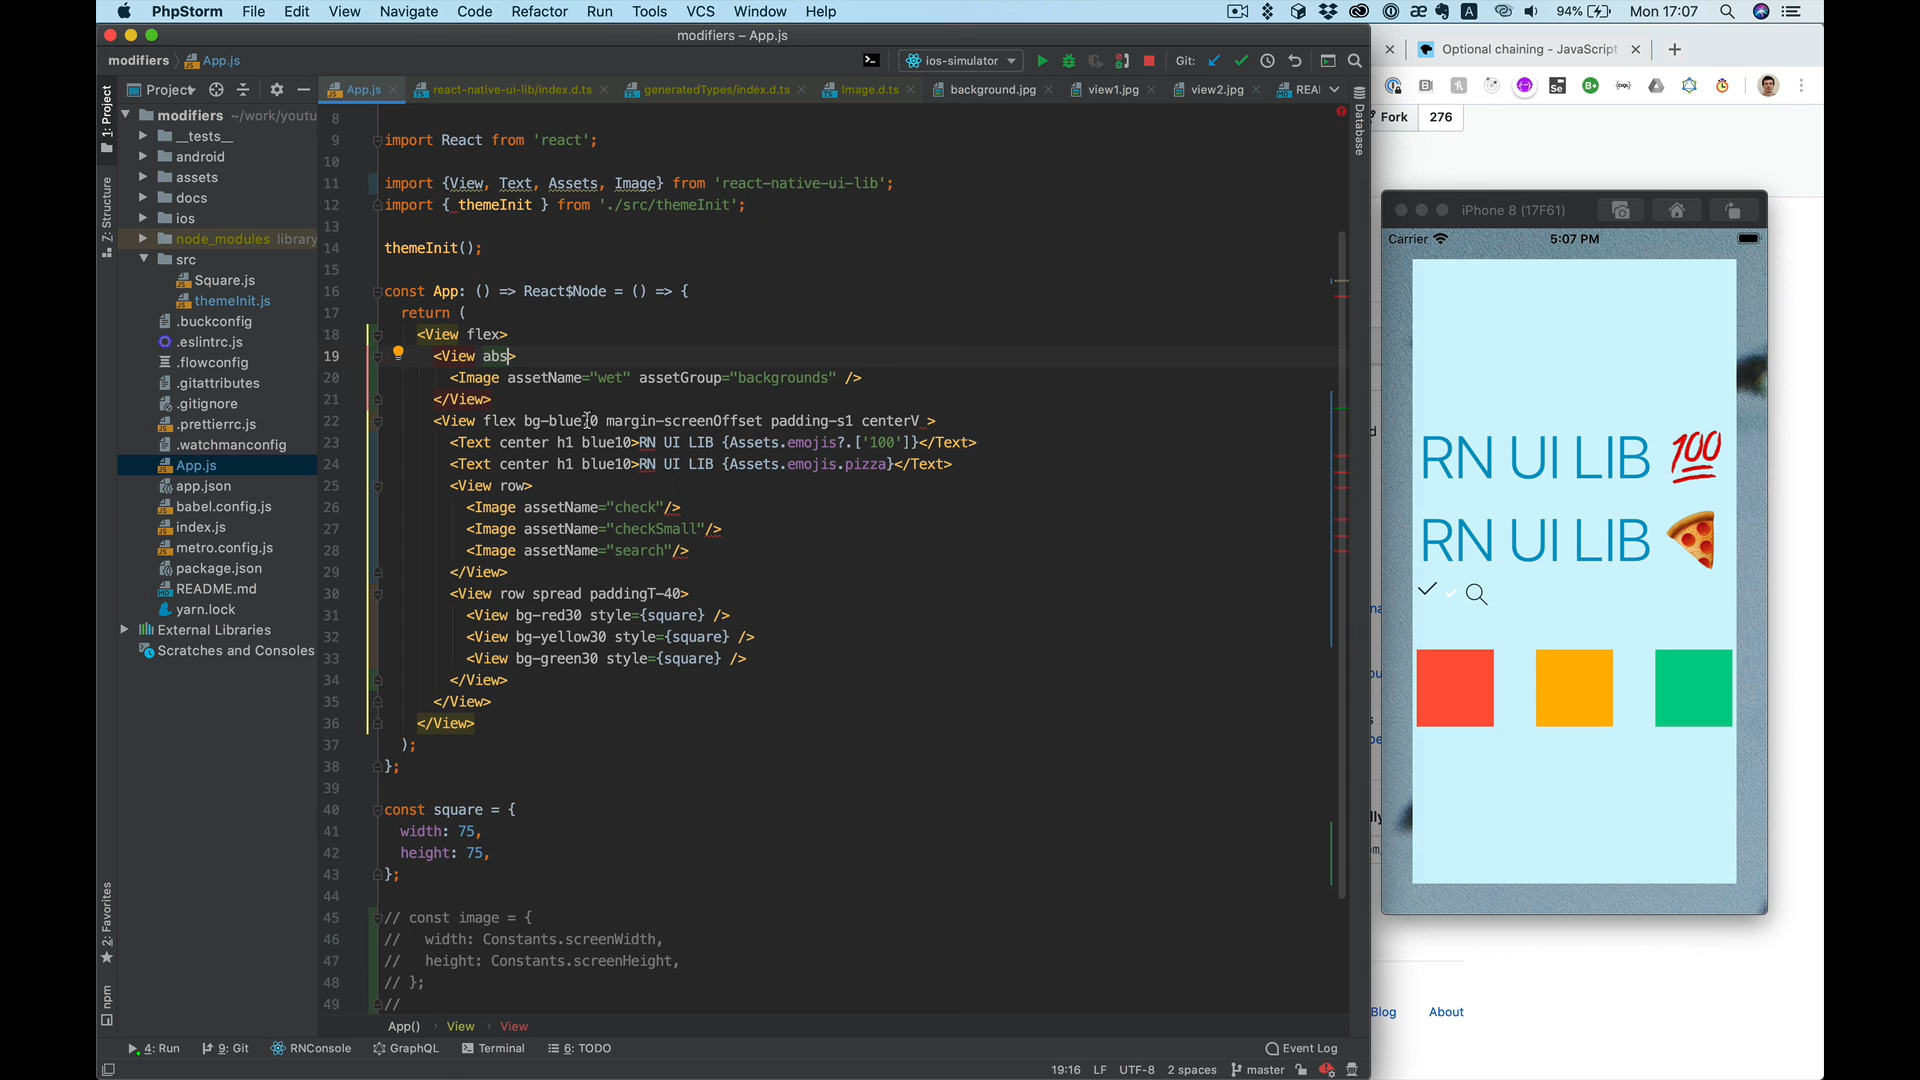 PhpStorm File Edit View Navigate Code Refactor Run Tools VCS Window Help
94% Mon 17:07
modifiers – App.js
modifiers App.js
ios-simulator
Git:
Project
App.js
react-native-ui-lib/index.d.ts
generatedTypes/index.d.ts
Image.d.ts
background.jpg
view1.jpg
view2.jpg
REA
1: Project
Z: Structure
2: Favorites
npm
Database
modifiers ~/work/youtu
__tests__
android
assets
docs
ios
node_modules library
src
Square.js
themeInit.js
.buckconfig
.eslintrc.js
.flowconfig
.gitattributes
.gitignore
.prettierrc.js
.watchmanconfig
App.js
app.json
babel.config.js
index.js
metro.config.js
package.json
README.md
yarn.lock
External Libraries
Scratches and Consoles
8
9 import React from 'react';
10
11 import {View, Text, Assets, Image} from 'react-native-ui-lib';
12 import { themeInit } from './src/themeInit';
13
14 themeInit();
15
16 const App: () => React$Node = () => {
17 return (
18 <View flex>
19 <View abs>
20 <Image assetName="wet" assetGroup="backgrounds" />
21 </View>
22 <View flex bg-blue70 margin-screenOffset padding-s1 centerV >
23 <Text center h1 blue10>RN UI LIB {Assets.emojis?.['100']}</Text>
24 <Text center h1 blue10>RN UI LIB {Assets.emojis.pizza}</Text>
25 <View row>
26 <Image assetName="check"/>
27 <Image assetName="checkSmall"/>
28 <Image assetName="search"/>
29 </View>
30 <View row spread paddingT-40>
31 <View bg-red30 style={square} />
32 <View bg-yellow30 style={square} />
33 <View bg-green30 style={square} />
34 </View>
35 </View>
36 </View>
37 );
38 };
39
40 const square = {
41 width: 75,
42 height: 75,
43 };
44
45 // const image = {
46 // width: Constants.screenWidth,
47 // height: Constants.screenHeight,
48 // };
49 //
App() View View
4: Run 9: Git RNConsole GraphQL Terminal 6: TODO Event Log
19:16 LF UTF-8 2 spaces master
Optional chaining - JavaScript
Fork 276
iPhone 8 (17F61)
Carrier 5:07 PM
RN UI LIB 💯
RN UI LIB 🍕
Blog About